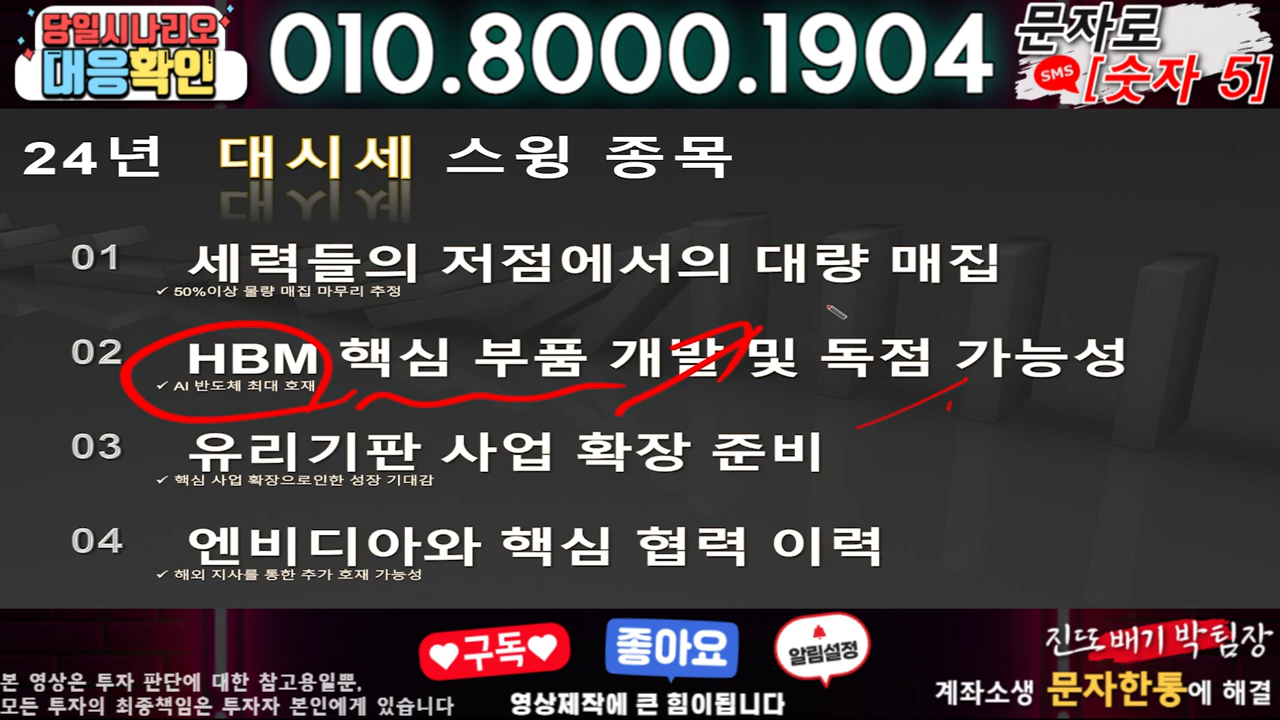 당일시나리오
대응확인
010.8000.1904
문자로
SMS
[숫자 5]
24년 대시세 스윙 종목
01 세력들의 저점에서의 대량 매집
✓ 50%이상 물량 매집 마무리 추정
02 HBM 핵심 부품 개발 및 독점 가능성
✓ AI 반도체 최대 호재
03 유리기판 사업 확장 준비
✓ 핵심 사업 확장으로인한 성장 기대감
04 엔비디아와 핵심 협력 이력
✓ 해외 지사를 통한 추가 호재 가능성
구독
좋아요
알림설정
영상제작에 큰 힘이됩니다
본 영상은 투자 판단에 대한 참고용일뿐,
모든 투자의 최종책임은 투자자 본인에게 있습니다
진또배기 박팀장
계좌소생 문자한통에 해결